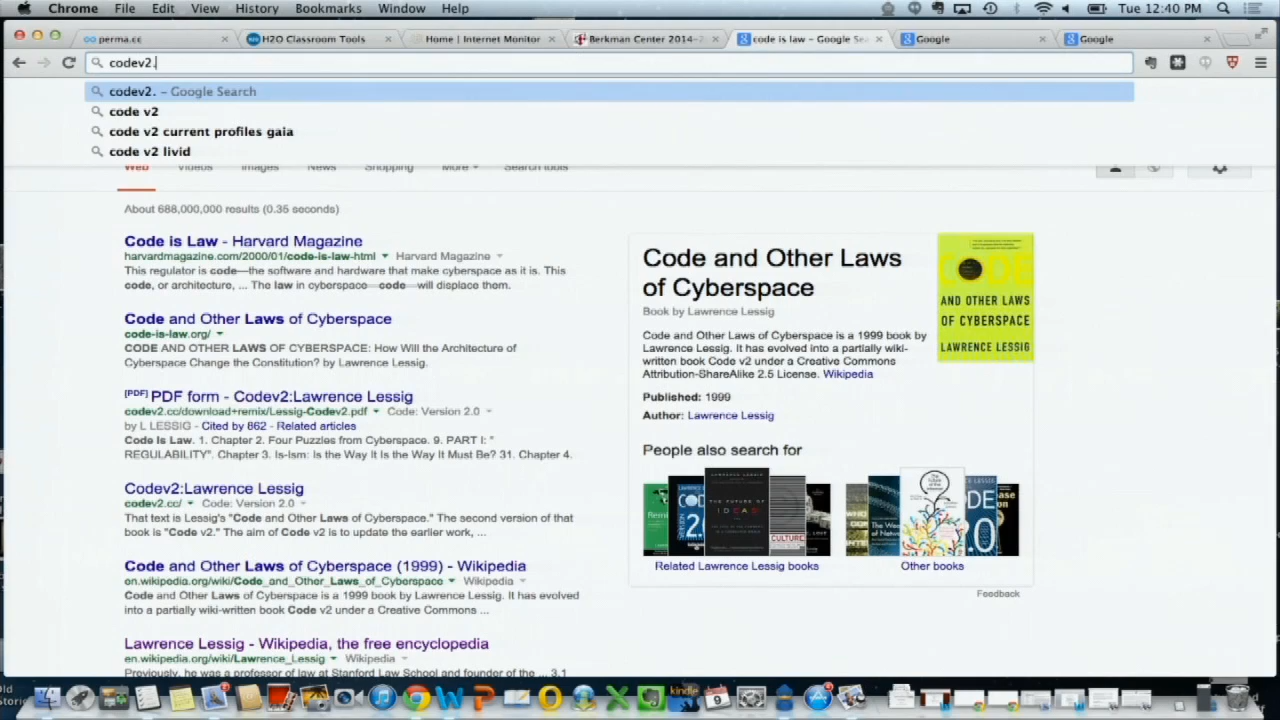 Chrome File Edit View History Bookmarks Window Help Tue 12:40 PM
perma.cc H2O Classroom Tools Home | Internet Monitor Berkman Center 2014-2 code is law - Google Sea Google Google
codev2.
codev2. – Google Search
code v2
code v2 current profiles gaia
code v2 livid
Web Videos Images News Shopping More Search tools
About 688,000,000 results (0.35 seconds)
Code is Law - Harvard Magazine
harvardmagazine.com/2000/01/code-is-law-html Harvard Magazine
This regulator is code—the software and hardware that make cyberspace as it is. This
code, or architecture, ... The law in cyberspace—code—will displace them.
Code and Other Laws of Cyberspace
code-is-law.org/
CODE AND OTHER LAWS OF CYBERSPACE: How Will the Architecture of
Cyberspace Change the Constitution? by Lawrence Lessig.
[PDF] PDF form - Codev2:Lawrence Lessig
codev2.cc/download+remix/Lessig-Codev2.pdf Code: Version 2.0
by L LESSIG - Cited by 862 - Related articles
Code Is Law. 1. Chapter 2. Four Puzzles from Cyberspace. 9. PART I: "
REGULABILITY". Chapter 3. Is-Ism: Is the Way It Is the Way It Must Be? 31. Chapter 4.
Codev2:Lawrence Lessig
codev2.cc/ Code: Version 2.0
That text is Lessig's "Code and Other Laws of Cyberspace." The second version of that
book is "Code v2." The aim of Code v2 is to update the earlier work, ...
Code and Other Laws of Cyberspace (1999) - Wikipedia
en.wikipedia.org/wiki/Code_and_Other_Laws_of_Cyberspace Wikipedia
Code and Other Laws of Cyberspace is a 1999 book by Lawrence Lessig. It has evolved
into a partially wiki-written book Code v2 under a Creative Commons ...
Lawrence Lessig - Wikipedia, the free encyclopedia
en.wikipedia.org/wiki/Lawrence_Lessig Wikipedia
Previously, he was a professor of law at Stanford Law School and founder of the ... 3.1
Code and Other Laws
of Cyberspace
Book by Lawrence Lessig
Code and Other Laws of Cyberspace is a 1999 book by
Lawrence Lessig. It has evolved into a partially wiki-
written book Code v2 under a Creative Commons
Attribution-ShareAlike 2.5 License. Wikipedia
Published: 1999
Author: Lawrence Lessig
CODE
AND OTHER LAWS
OF CYBERSPACE
LAWRENCE LESSIG
People also search for
THE FUTURE OF
IDEAS
CULTURE
Related Lawrence Lessig books
Other books
Feedback
kindle
9